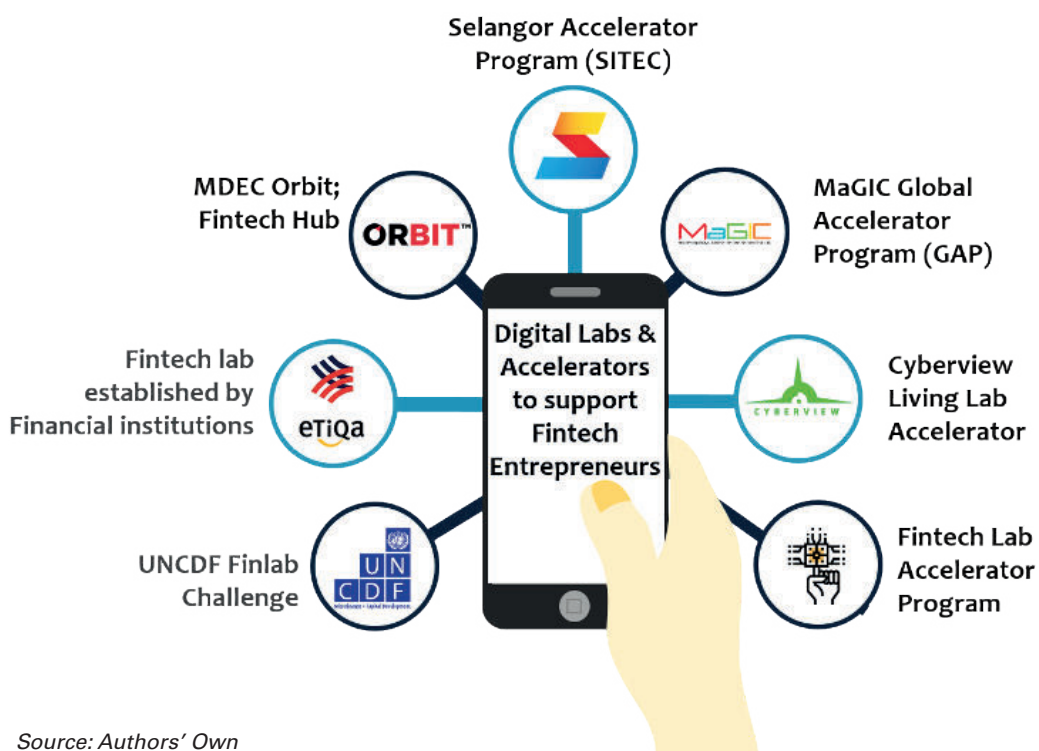 Selangor Accelerator
Program (SITEC)
MDEC Orbit;
Fintech Hub
ORBIT™
MaGIC
MaGIC Global
Accelerator
Program (GAP)
Digital Labs &
Accelerators
to support
Fintech
Entrepreneurs
Fintech lab
established by
Financial institutions
eTiQa
CYBERVIEW
Cyberview
Living Lab
Accelerator
UNCDF Finlab
Challenge
UN
CDF
Fintech Lab
Accelerator
Program
Source: Authors' Own